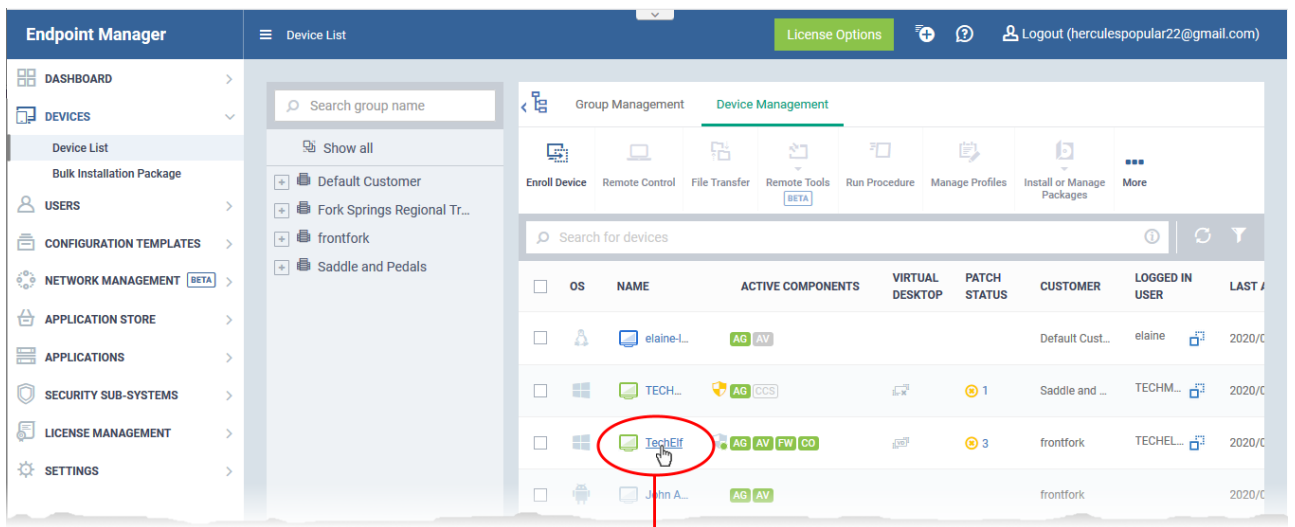 Endpoint Manager
Device List
License Options
Logout (herculespopular22@gmail.com)
DASHBOARD
DEVICES
Device List
Bulk Installation Package
USERS
CONFIGURATION TEMPLATES
NETWORK MANAGEMENT BETA
APPLICATION STORE
APPLICATIONS
SECURITY SUB-SYSTEMS
LICENSE MANAGEMENT
SETTINGS
Search group name
Show all
Default Customer
Fork Springs Regional Tr...
frontfork
Saddle and Pedals
Group Management Device Management
Enroll Device
Remote Control
File Transfer
Remote Tools
BETA
Run Procedure
Manage Profiles
Install or Manage
Packages
More
Search for devices
OS NAME ACTIVE COMPONENTS VIRTUAL DESKTOP PATCH STATUS CUSTOMER LOGGED IN USER LAST A
elaine-l... AG AV Default Cust... elaine 2020/0
TECH... AG CCS 1 Saddle and ... TECHM... 2020/0
TechElf AG AV FW CO 3 frontfork TECHEL... 2020/0
John A... AG AV frontfork 2020/0